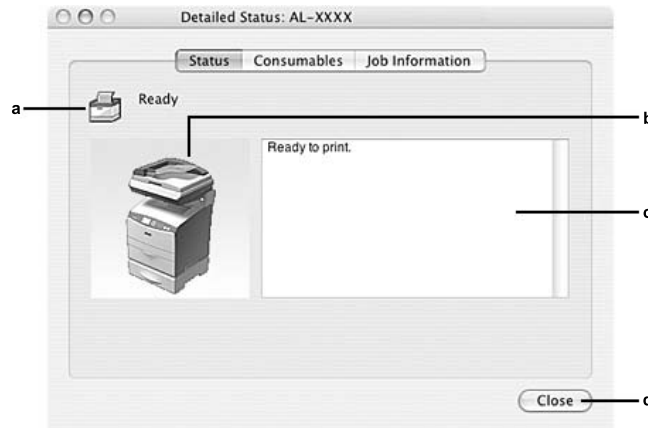 Detailed Status: AL-XXXX
Status Consumables Job Information
a
Ready
b
Ready to print.
c
Close
d